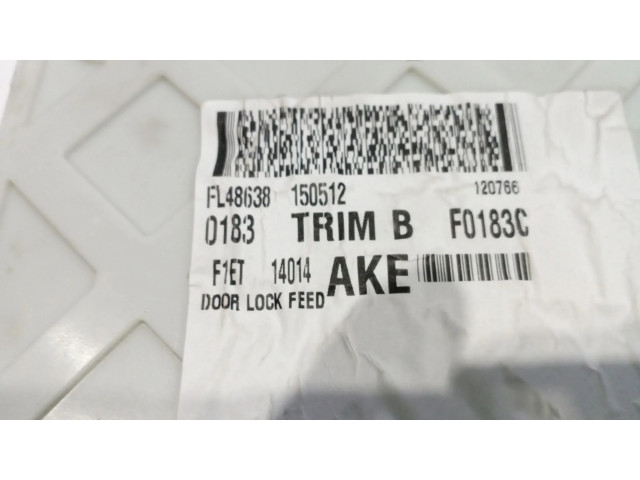 FL48638 150512 120766
0183 TRIM B F0183C
F1ET 14014 AKE
DOOR LOCK FEED